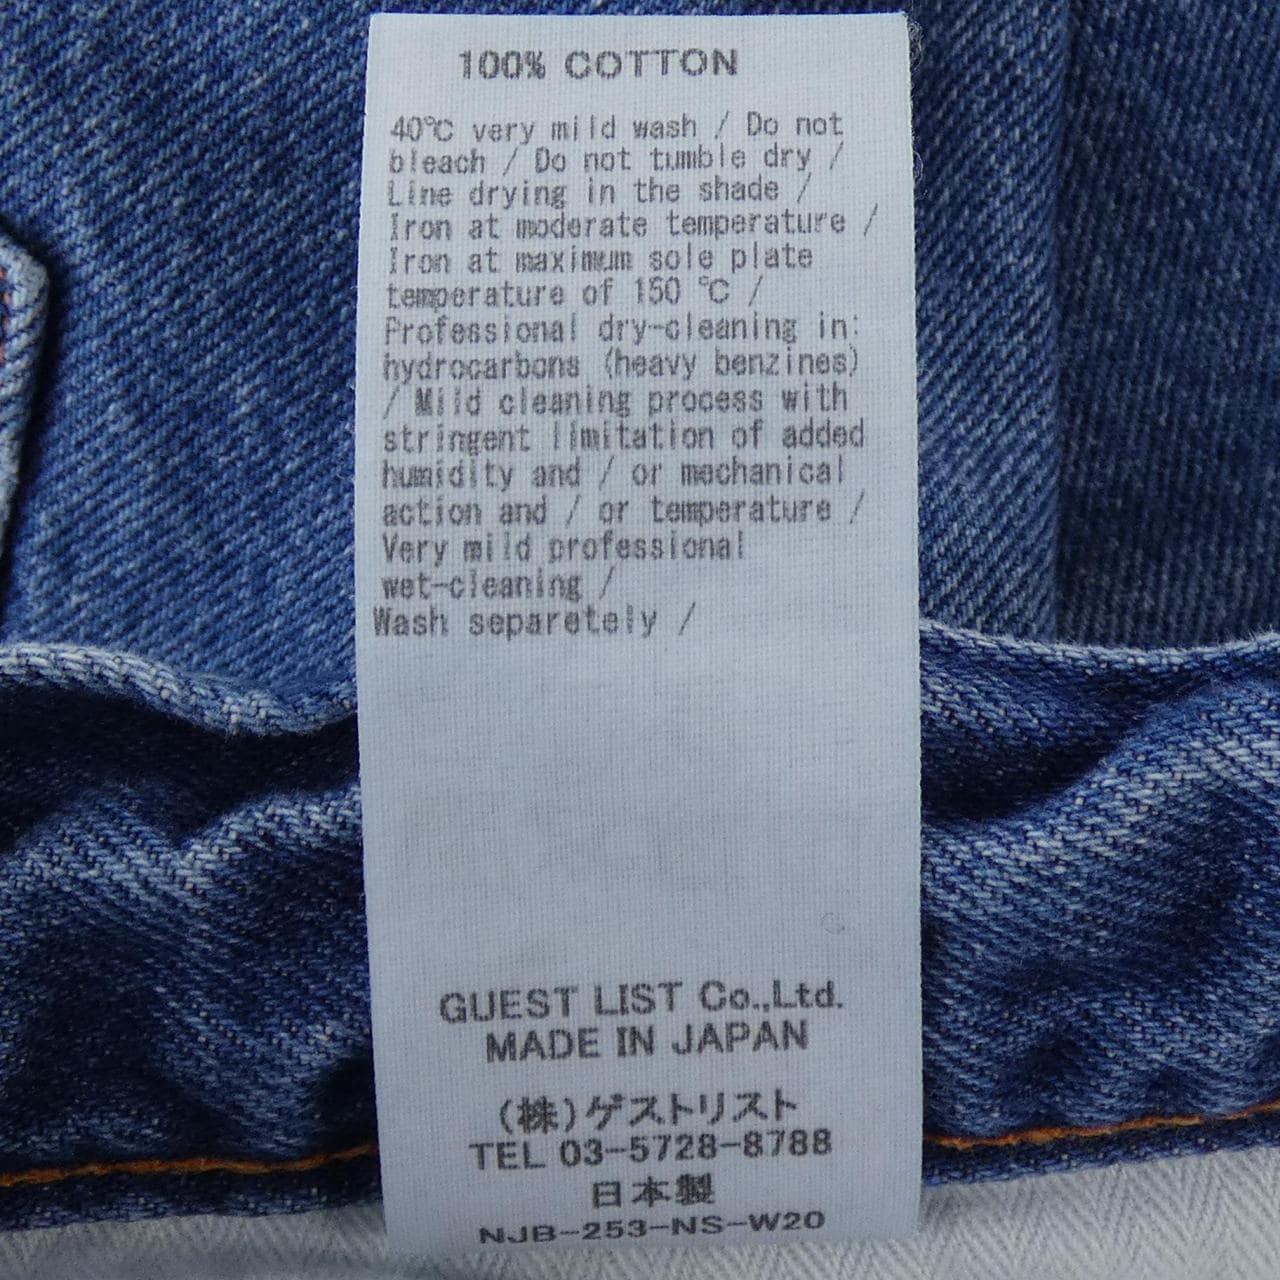 100% COTTON
40℃ very mild wash / Do not
bleach / Do not tumble dry /
Line drying in the shade /
Iron at moderate temperature /
Iron at maximum sole plate
temperature of 150 ℃ /
Professional dry-cleaning in:
hydrocarbons (heavy benzines)
/ Mild cleaning process with
stringent limitation of added
humidity and / or mechanical
action and / or temperature /
Very mild professional
wet-cleaning /
Wash separetely /
GUEST LIST Co.,Ltd.
MADE IN JAPAN
(株)ゲストリスト
TEL 03-5728-8788
日本製
NJB-253-NS-W20